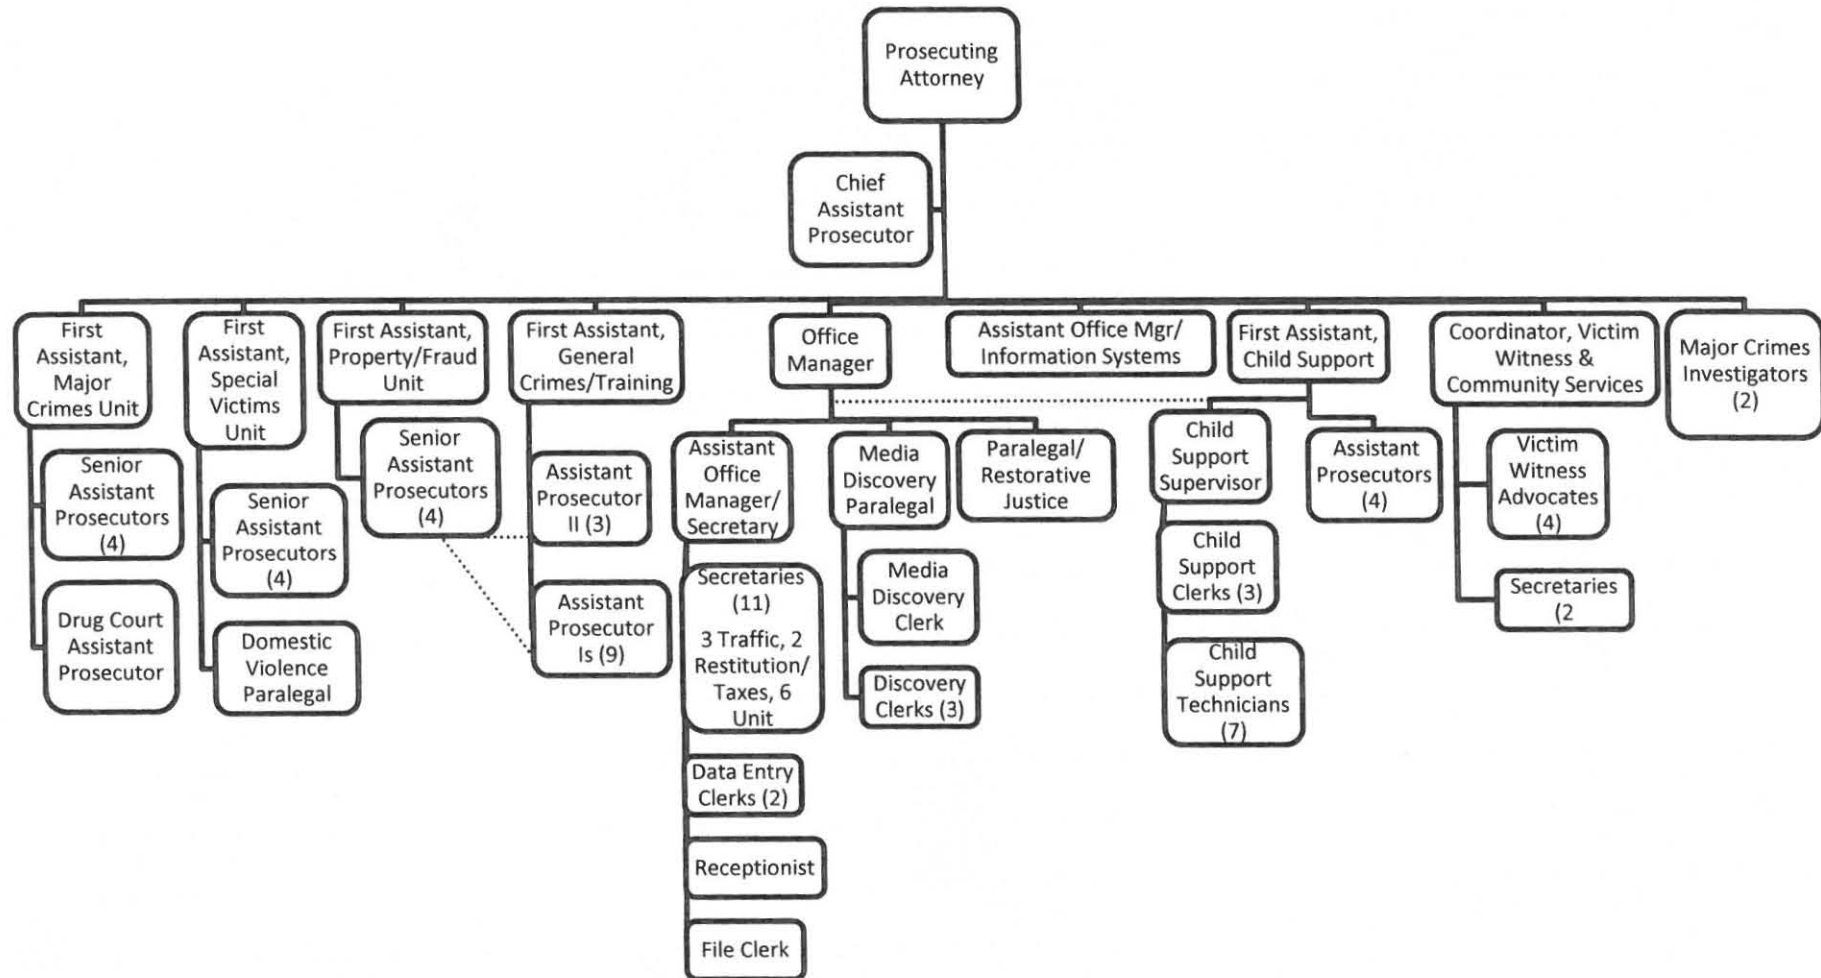 Prosecuting
Attorney
Chief
Assistant
Prosecutor
First
Assistant,
Major
Crimes Unit
Senior
Assistant
Prosecutors
(4)
Drug Court
Assistant
Prosecutor
First
Assistant,
Special
Victims
Unit
Senior
Assistant
Prosecutors
(4)
Domestic
Violence
Paralegal
First Assistant,
Property/Fraud
Unit
Senior
Assistant
Prosecutors
(4)
First Assistant,
General
Crimes/Training
Assistant
Prosecutor
II (3)
Assistant
Prosecutor
Is (9)
Office
Manager
Assistant
Office
Manager/
Secretary
Secretaries
(11)
3 Traffic, 2
Restitution/
Taxes, 6
Unit
Data Entry
Clerks (2)
Receptionist
File Clerk
Media
Discovery
Paralegal
Media
Discovery
Clerk
Discovery
Clerks (3)
Paralegal/
Restorative
Justice
Assistant Office Mgr/
Information Systems
First Assistant,
Child Support
Child
Support
Supervisor
Child
Support
Clerks (3)
Child
Support
Technicians
(7)
Assistant
Prosecutors
(4)
Coordinator, Victim
Witness &
Community Services
Victim
Witness
Advocates
(4)
Secretaries
(2
Major Crimes
Investigators
(2)